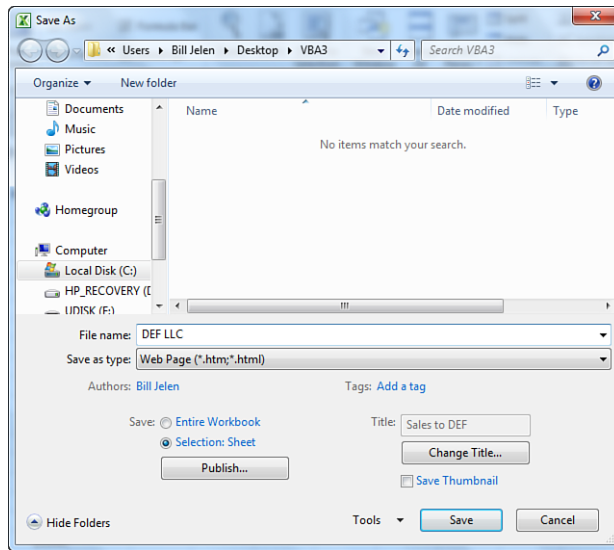 Save As
« Users Bill Jelen Desktop VBA3
Search VBA3
Organize
New folder
Documents
Music
Pictures
Videos
Homegroup
Computer
Local Disk (C:)
HP_RECOVERY (D
UDISK (F:)
Name
Date modified
Type
No items match your search.
File name: DEF LLC
Save as type: Web Page (*.htm;*.html)
Authors: Bill Jelen
Tags: Add a tag
Save: Entire Workbook
Selection: Sheet
Publish...
Title: Sales to DEF
Change Title...
Save Thumbnail
Hide Folders
Tools
Save
Cancel